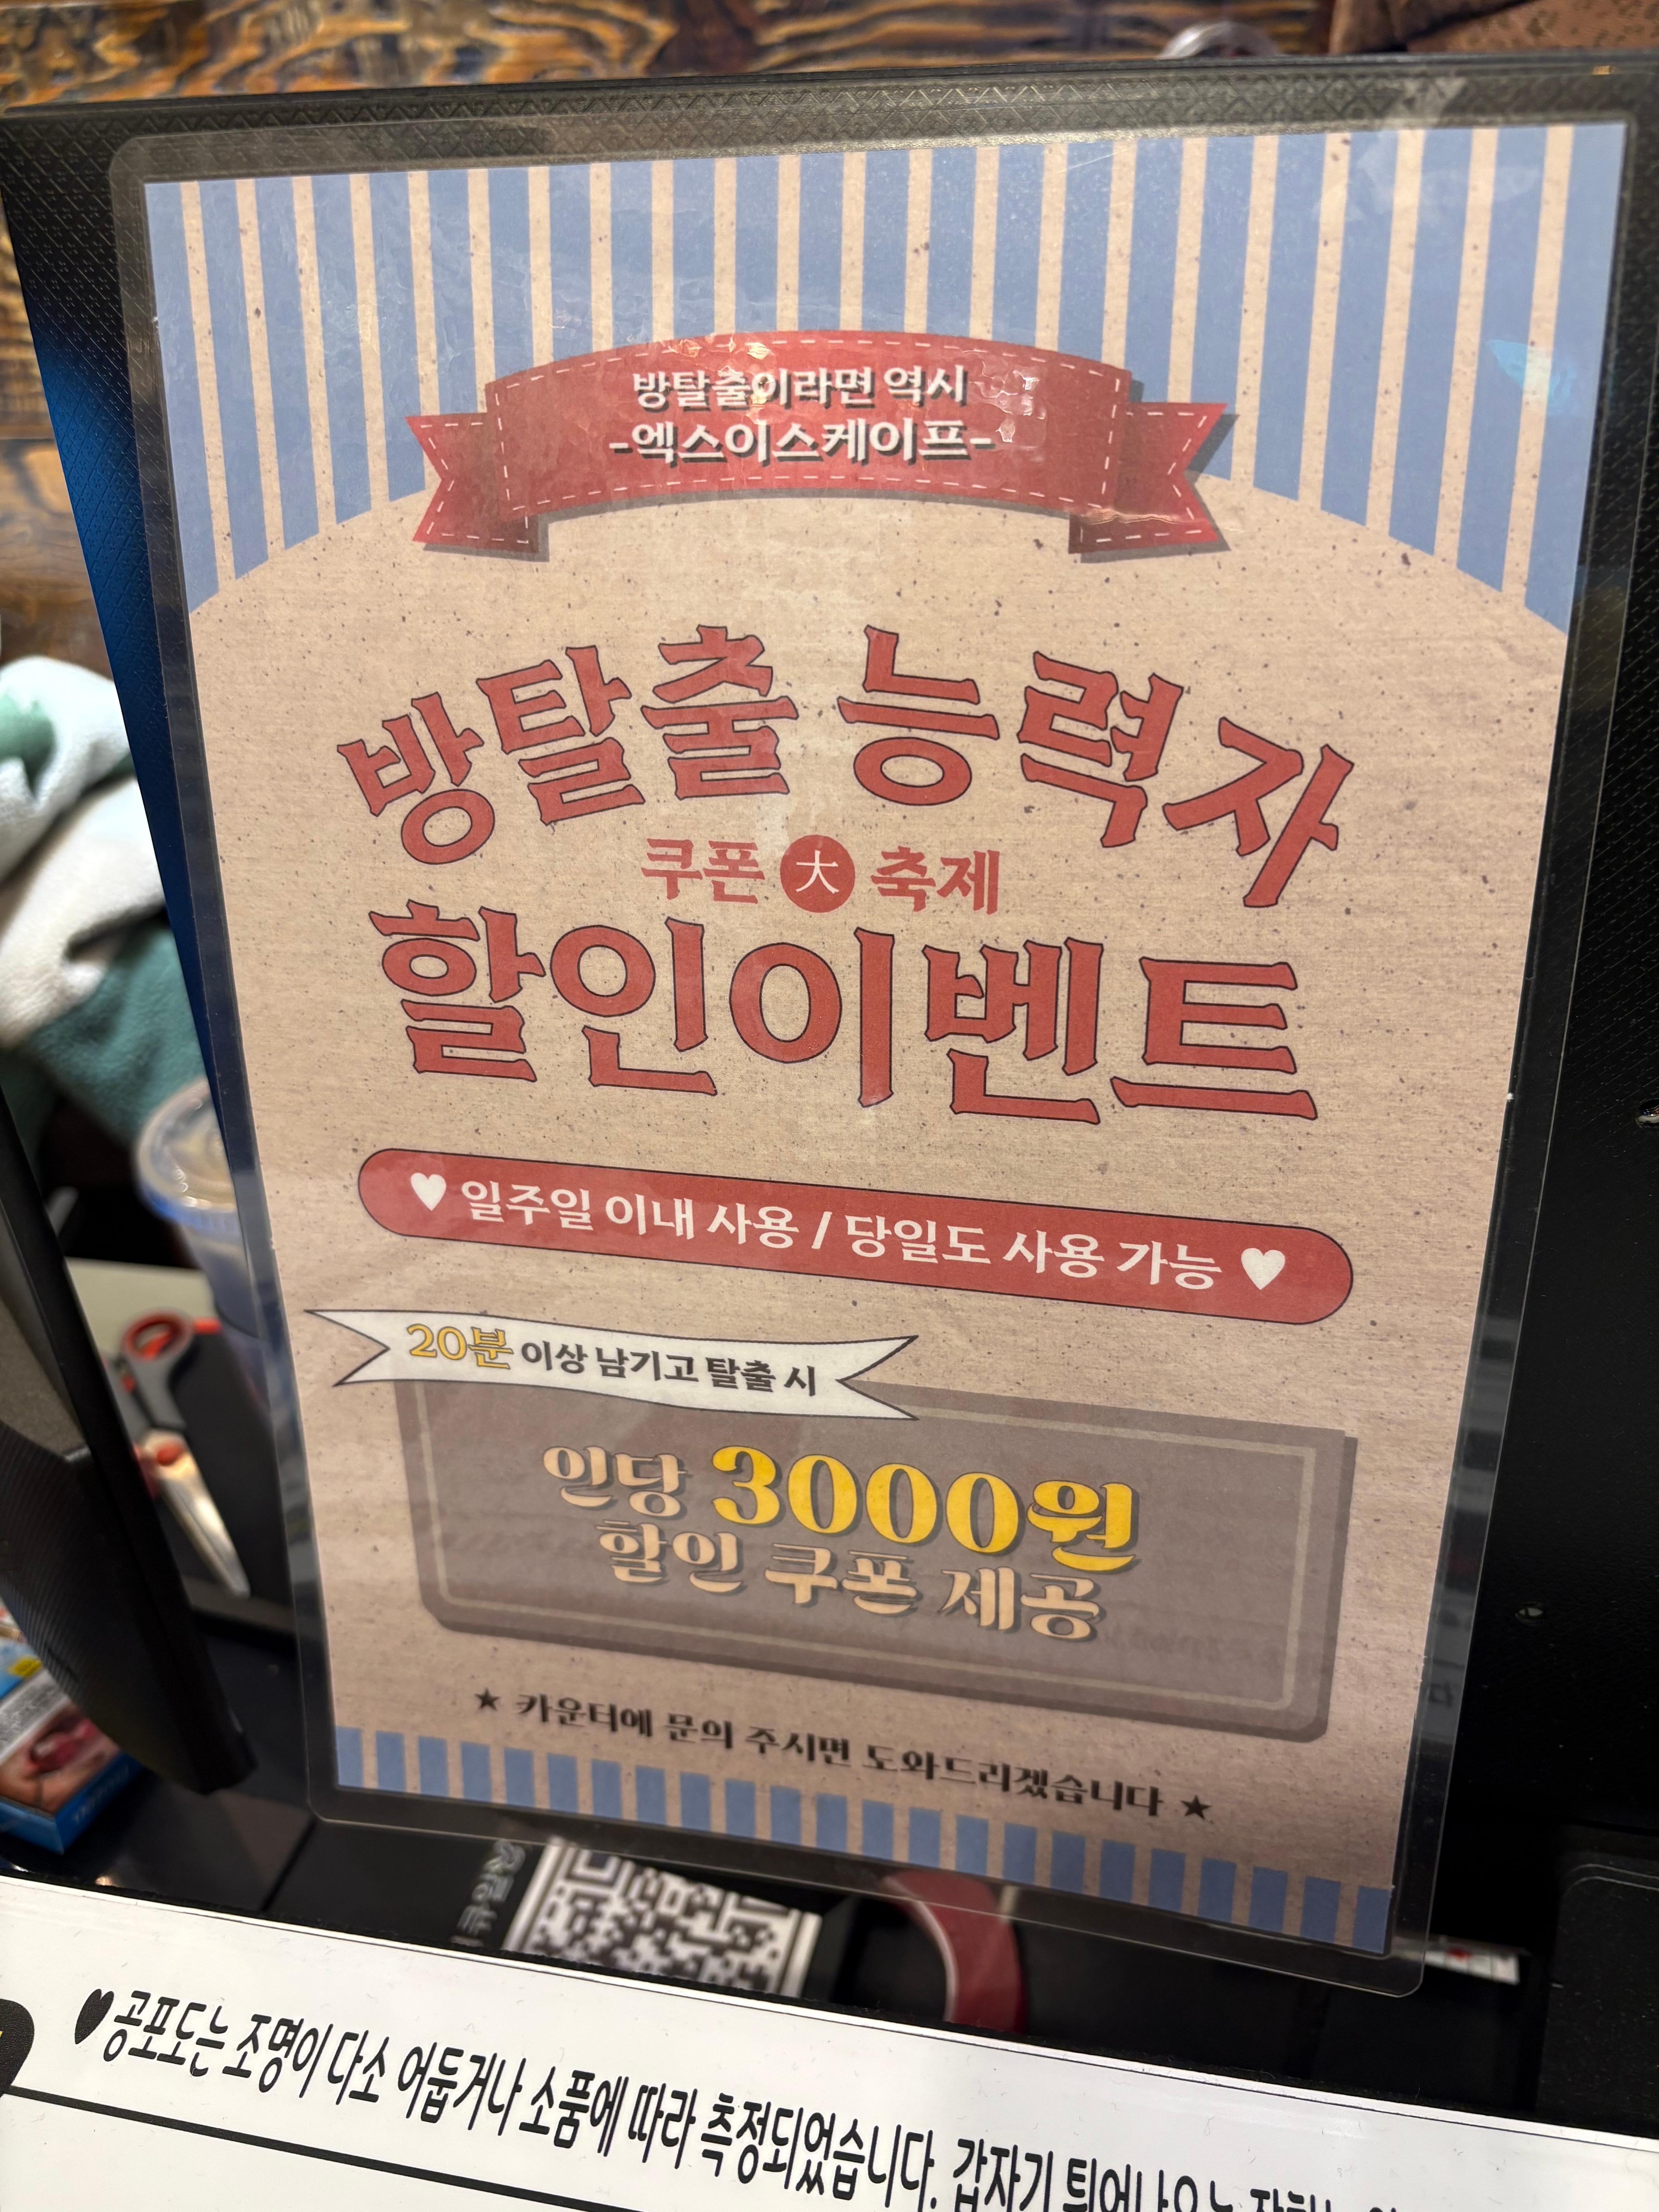 방탈출이라면 역시
-엑스이스케이프-
방탈출 능력자
쿠폰 大 축제
할인이벤트
♥ 일주일 이내 사용 / 당일도 사용 가능 ♥
20분 이상 남기고 탈출 시
인당 3000원
할인 쿠폰 제공
★ 카운터에 문의 주시면 도와드리겠습니다 ★
♥공포도는 조명이 다소 어둡거나 소품에 따라 측정되었습니다. 갑자기